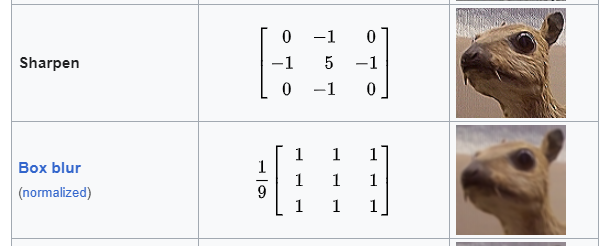 Sharpen
0 −1 0
−1 5 −1
0 −1 0
Box blur
(normalized)
1
9
1 1 1
1 1 1
1 1 1